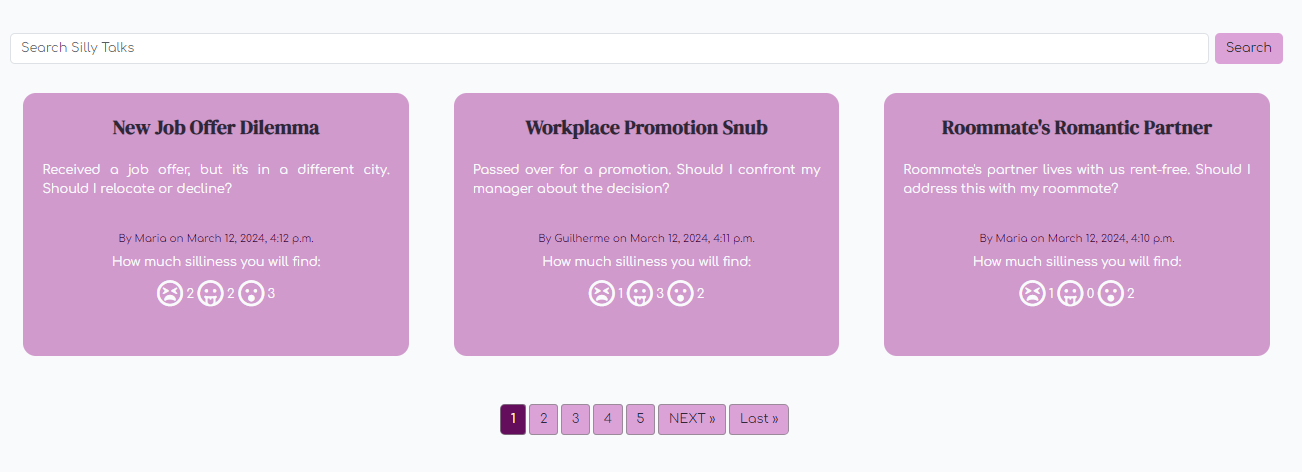 Search Silly Talks
Search
New Job Offer Dilemma
Received a job offer, but it's in a different city.
Should I relocate or decline?
By Maria on March 12, 2024, 4:12 p.m.
How much silliness you will find:
2 2 3
Workplace Promotion Snub
Passed over for a promotion. Should I confront my
manager about the decision?
By Guilherme on March 12, 2024, 4:11 p.m.
How much silliness you will find:
1 3 2
Roommate's Romantic Partner
Roommate's partner lives with us rent-free. Should I
address this with my roommate?
By Maria on March 12, 2024, 4:10 p.m.
How much silliness you will find:
1 0 2
1 2 3 4 5 NEXT » Last »